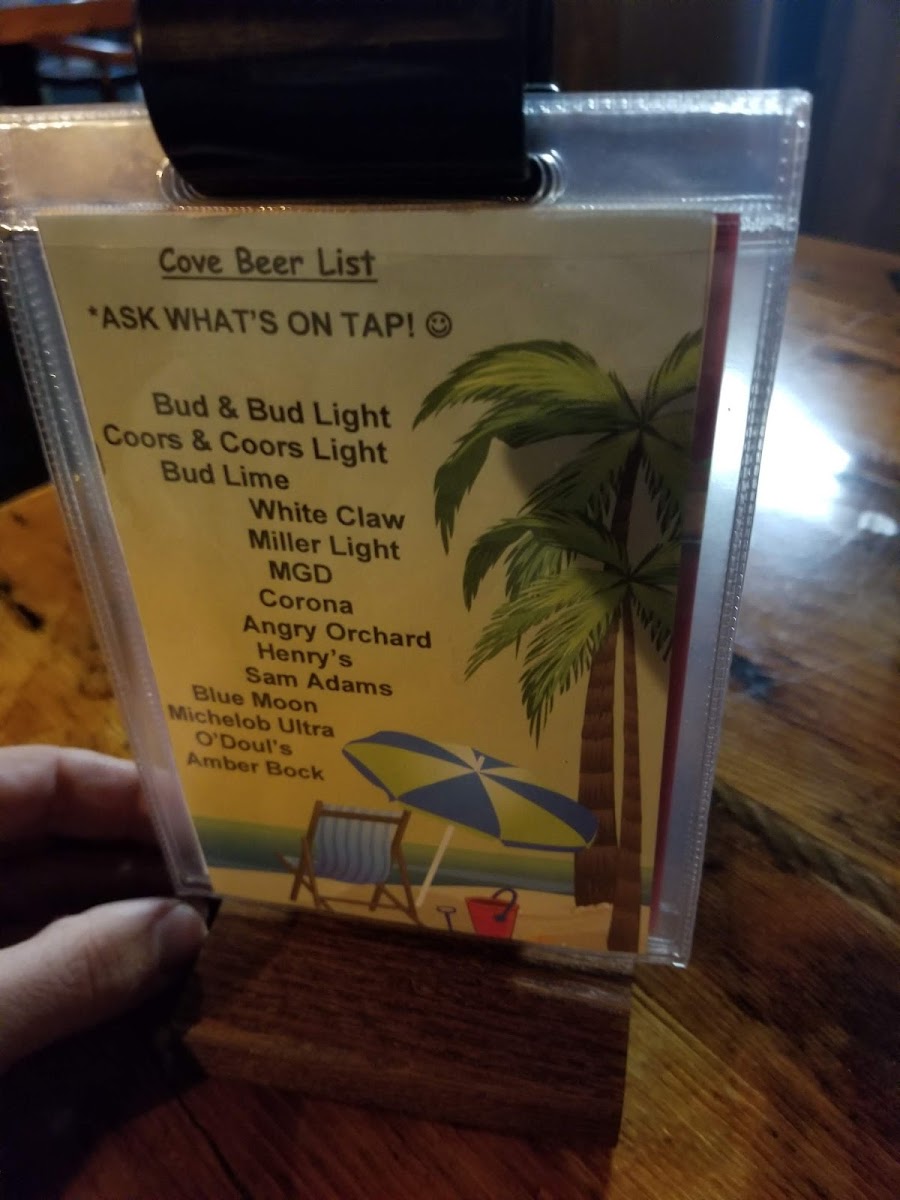 Cove Beer List
*ASK WHAT'S ON TAP! ☺
Bud & Bud Light
Coors & Coors Light
Bud Lime
White Claw
Miller Light
MGD
Corona
Angry Orchard
Henry's
Sam Adams
Blue Moon
Michelob Ultra
O'Doul's
Amber Bock